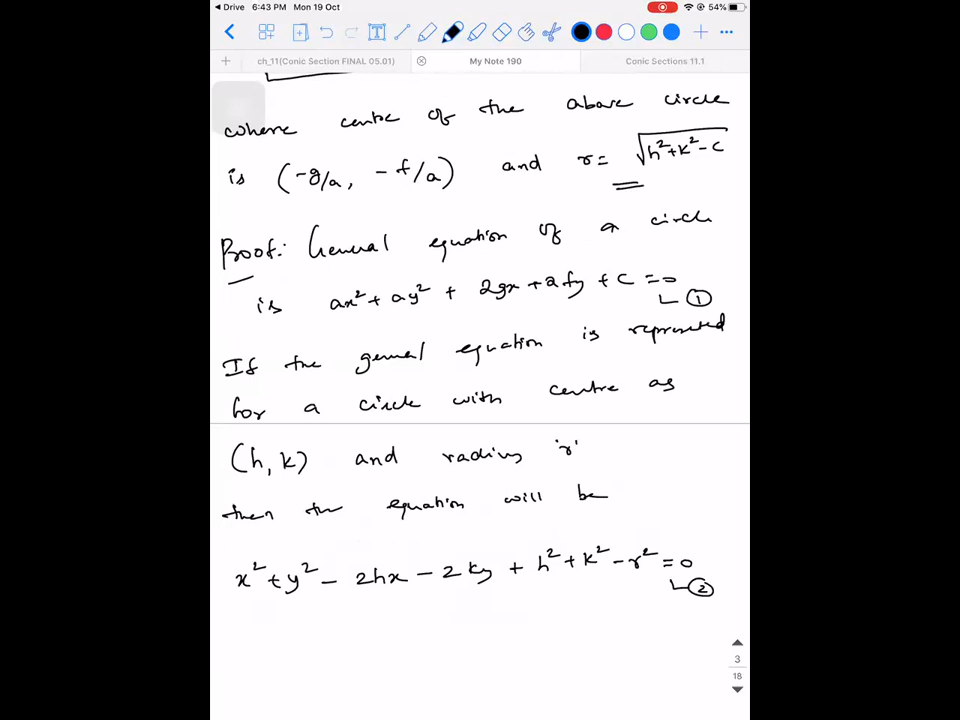 Drive 6:43 PM Mon 19 Oct 54%
ch_11(Conic Section FINAL 05.01) My Note 190 Conic Sections 11.1
where centre of the above circle
is (-g/a, -f/a) and r = √h²+k²-c
Proof: General equation of a circle
is ax² + ay² + 2gx + 2fy + c = 0 ①
If the general equation is represented
for a circle with centre as
(h, k) and radius 'r'
then the equation will be
x² + y² - 2hx - 2ky + h² + k² - r² = 0 ②
3
18